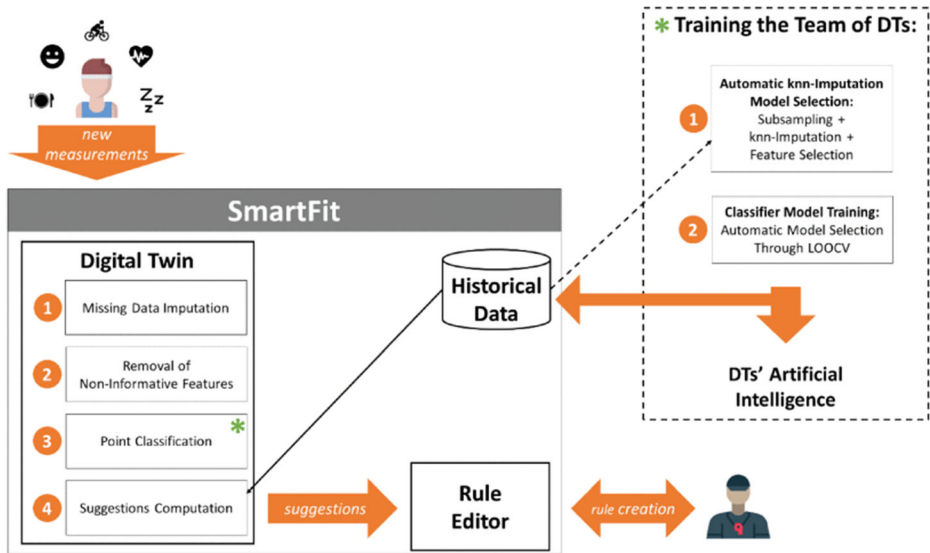 new
measurements
SmartFit
Digital Twin
1
Missing Data Imputation
2
Removal of
Non-Informative Features
3
Point Classification
*
4
Suggestions Computation
suggestions
Historical
Data
Rule
Editor
rule creation
* Training the Team of DTs:
1
Automatic knn-Imputation
Model Selection:
Subsampling +
knn-Imputation +
Feature Selection
2
Classifier Model Training:
Automatic Model Selection
Through LOOCV
DTs' Artificial
Intelligence
Z
z
z